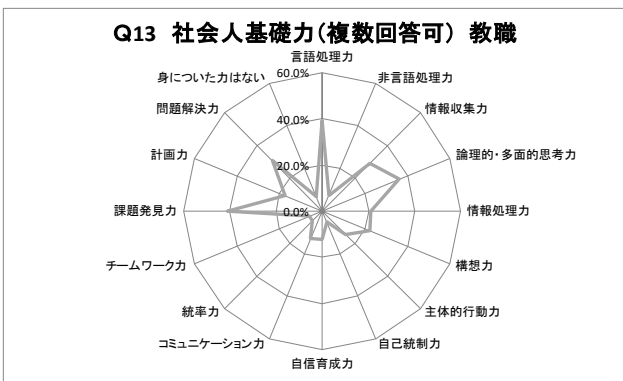 Q13 社会人基礎力（複数回答可） 教職
言語処理力
非言語処理力
情報収集力
論理的・多面的思考力
情報処理力
構想力
主体的行動力
自己統制力
自信育成力
コミュニケーション力
統率力
チームワーク力
課題発見力
計画力
問題解決力
身についた力はない
60.0%
40.0%
20.0%
0.0%